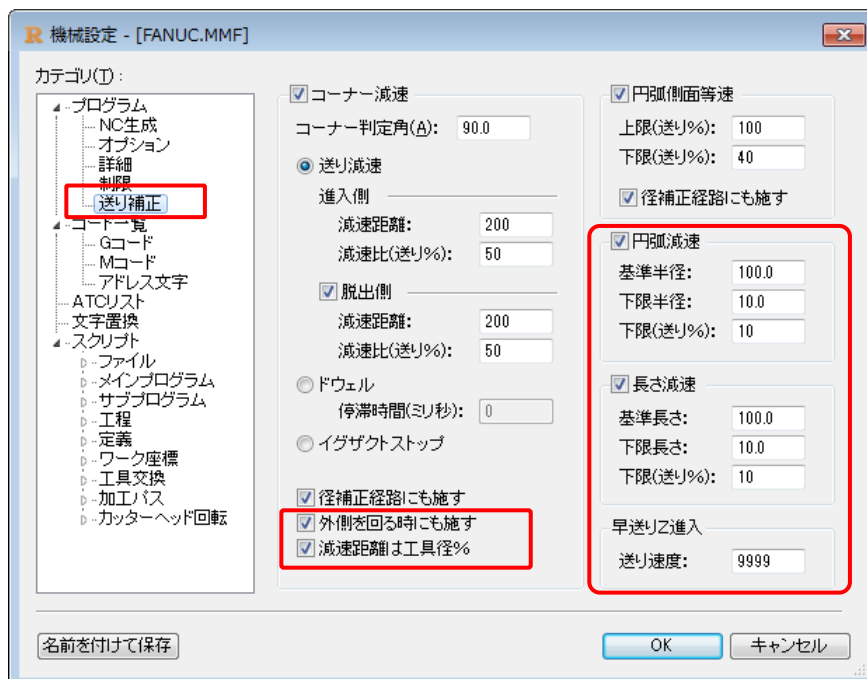 R 機械設定 - [FANUC.MMF]
カテゴリ(T):
プログラム
NC生成
オプション
詳細
制限
送り補正
コード一覧
Gコード
Mコード
アドレス文字
ATCリスト
文字置換
スクリプト
ファイル
メインプログラム
サブプログラム
工程
定義
ワーク座標
工具交換
加工パス
カッターヘッド回転
コーナー減速
コーナー判定角(A): 90.0
送り減速
進入側
減速距離: 200
減速比(送り%): 50
脱出側
減速距離: 200
減速比(送り%): 50
ドウェル
停滞時間(ミリ秒): 0
イグザクトストップ
径補正経路にも施す
外側を回る時にも施す
減速距離は工具径%
円弧側面等速
上限(送り%): 100
下限(送り%): 40
径補正経路にも施す
円弧減速
基準半径: 100.0
下限半径: 10.0
下限(送り%): 10
長さ減速
基準長さ: 100.0
下限長さ: 10.0
下限(送り%): 10
早送りZ進入
送り速度: 9999
名前を付けて保存
OK
キャンセル